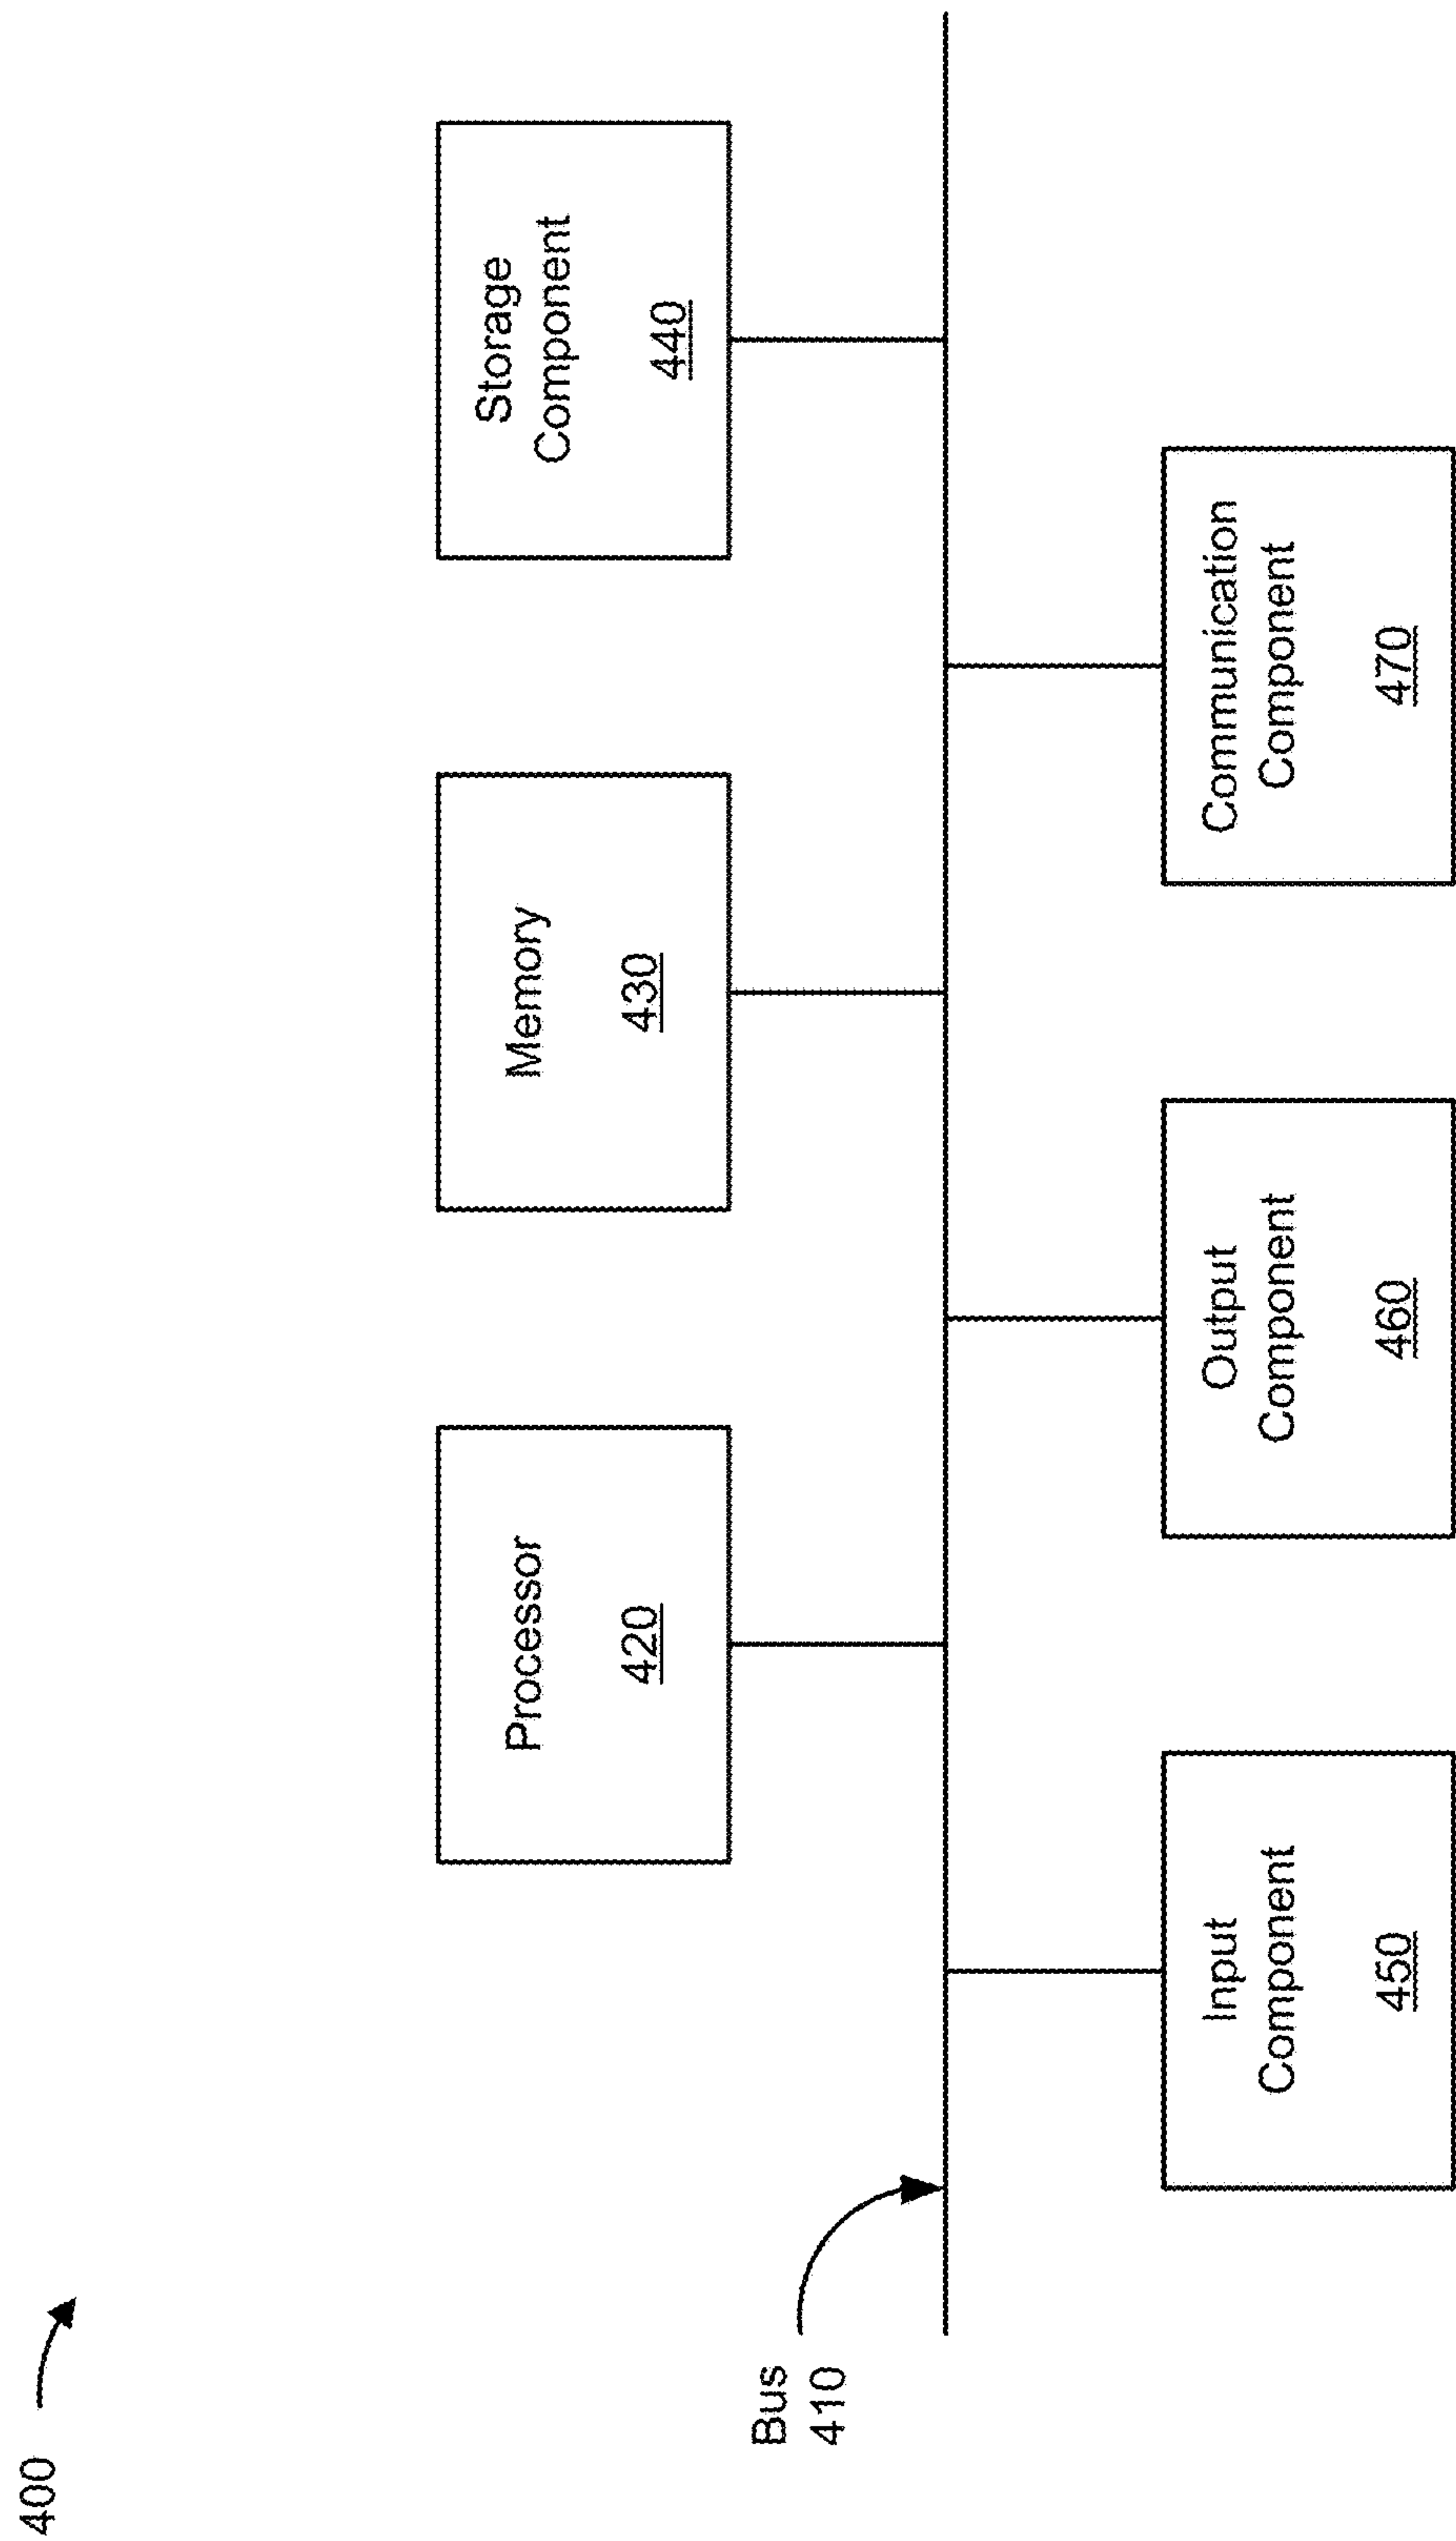 400
Processor
420
Memory
430
Storage
Component
440
Bus
410
Input
Component
450
Output
Component
460
Communication
Component
470